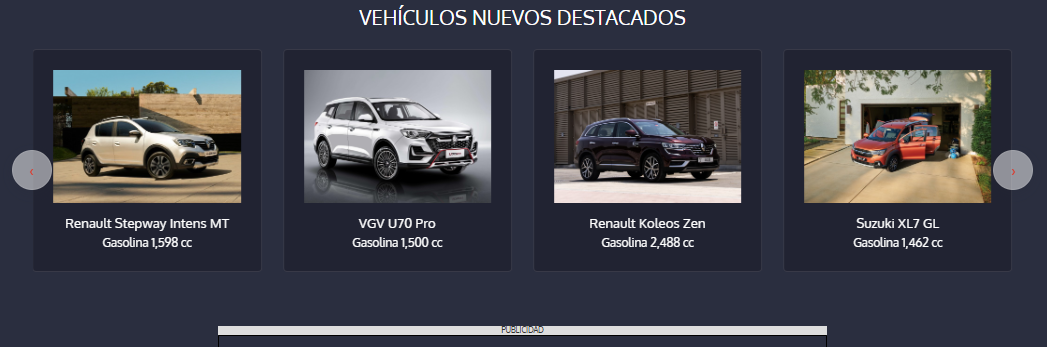 VEHÍCULOS NUEVOS DESTACADOS
Renault Stepway Intens MT
Gasolina 1,598 cc
VGV U70 Pro
Gasolina 1,500 cc
Renault Koleos Zen
Gasolina 2,488 cc
Suzuki XL7 GL
Gasolina 1,462 cc
PUBLICIDAD